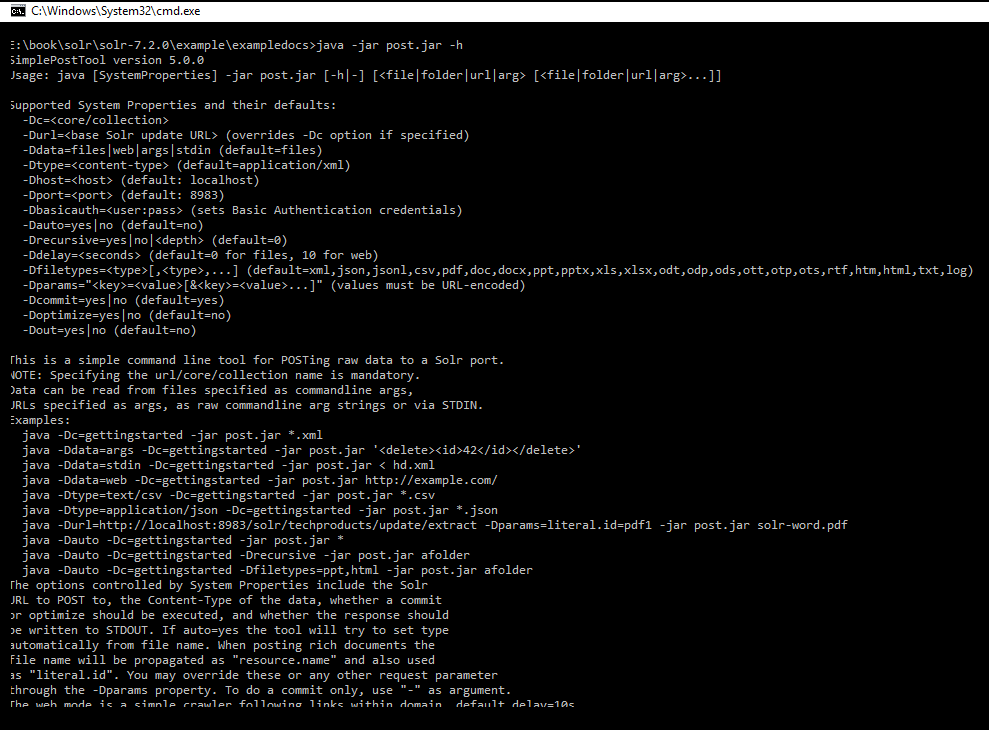 C:\Windows\System32\cmd.exe
E:\book\solr\solr-7.2.0\example\exampledocs>java -jar post.jar -h
SimplePostTool version 5.0.0
Usage: java [SystemProperties] -jar post.jar [-h|-] [<file|folder|url|arg> [<file|folder|url|arg>...]]
Supported System Properties and their defaults:
-Dc=<core/collection>
-Durl=<base Solr update URL> (overrides -Dc option if specified)
-Ddata=files|web|args|stdin (default=files)
-Dtype=<content-type> (default=application/xml)
-Dhost=<host> (default: localhost)
-Dport=<port> (default: 8983)
-Dbasicauth=<user:pass> (sets Basic Authentication credentials)
-Dauto=yes|no (default=no)
-Drecursive=yes|no|<depth> (default=0)
-Ddelay=<seconds> (default=0 for files, 10 for web)
-Dfiletypes=<type>[,<type>,...] (default=xml,json,jsonl,csv,pdf,doc,docx,ppt,pptx,xls,xlsx,odt,odp,ods,ott,otp,ots,rtf,htm,html,txt,log)
-Dparams="<key>=<value>[&<key>=<value>...]" (values must be URL-encoded)
-Dcommit=yes|no (default=yes)
-Doptimize=yes|no (default=no)
-Dout=yes|no (default=no)
This is a simple command line tool for POSTing raw data to a Solr port.
NOTE: Specifying the url/core/collection name is mandatory.
Data can be read from files specified as commandline args,
URLs specified as args, as raw commandline arg strings or via STDIN.
Examples:
java -Dc=gettingstarted -jar post.jar *.xml
java -Ddata=args -Dc=gettingstarted -jar post.jar '<delete><id>42</id></delete>'
java -Ddata=stdin -Dc=gettingstarted -jar post.jar < hd.xml
java -Ddata=web -Dc=gettingstarted -jar post.jar http://example.com/
java -Dtype=text/csv -Dc=gettingstarted -jar post.jar *.csv
java -Dtype=application/json -Dc=gettingstarted -jar post.jar *.json
java -Durl=http://localhost:8983/solr/techproducts/update/extract -Dparams=literal.id=pdf1 -jar post.jar solr-word.pdf
java -Dauto -Dc=gettingstarted -jar post.jar *
java -Dauto -Dc=gettingstarted -Drecursive -jar post.jar afolder
java -Dauto -Dc=gettingstarted -Dfiletypes=ppt,html -jar post.jar afolder
The options controlled by System Properties include the Solr
URL to POST to, the Content-Type of the data, whether a commit
or optimize should be executed, and whether the response should
be written to STDOUT. If auto=yes the tool will try to set type
automatically from file name. When posting rich documents the
file name will be propagated as "resource.name" and also used
as "literal.id". You may override these or any other request parameter
through the -Dparams property. To do a commit only, use "-" as argument.
The web mode is a simple crawler following links within domain, default delay=10s.